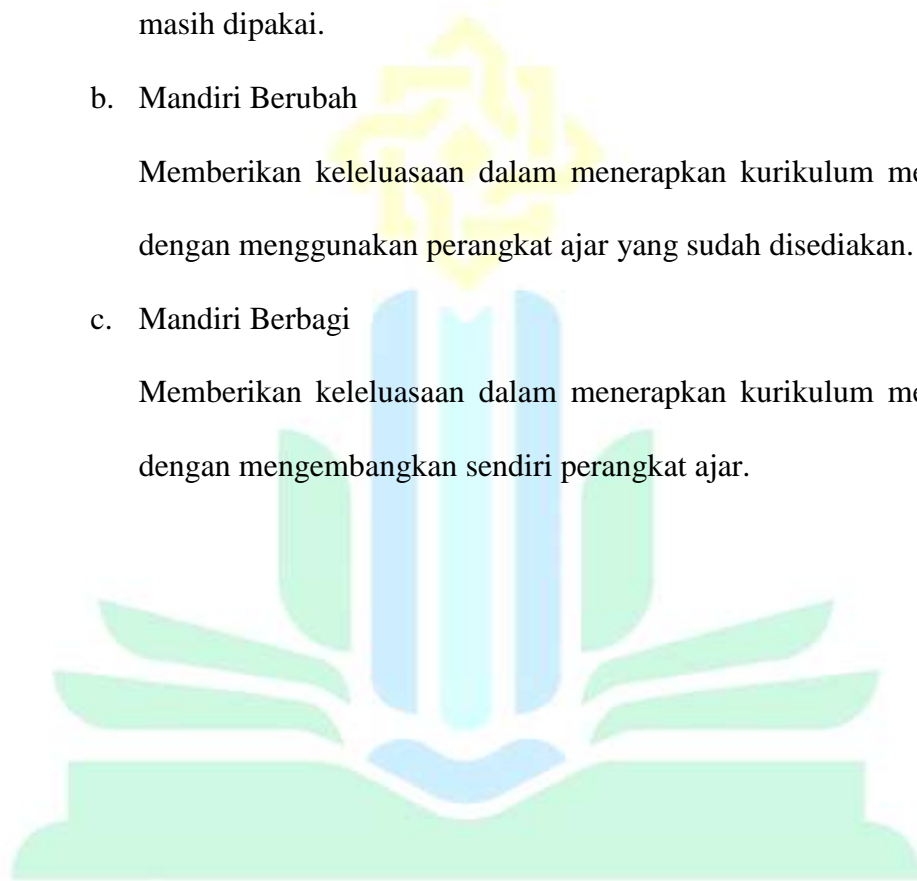 masih dipakai.
b. Mandiri Berubah
Memberikan keleluasaan dalam menerapkan kurikulum
dengan menggunakan perangkat ajar yang sudah disediakan.
c. Mandiri Berbagi
Memberikan keleluasaan dalam menerapkan kurikulum
dengan mengembangkan sendiri perangkat ajar.